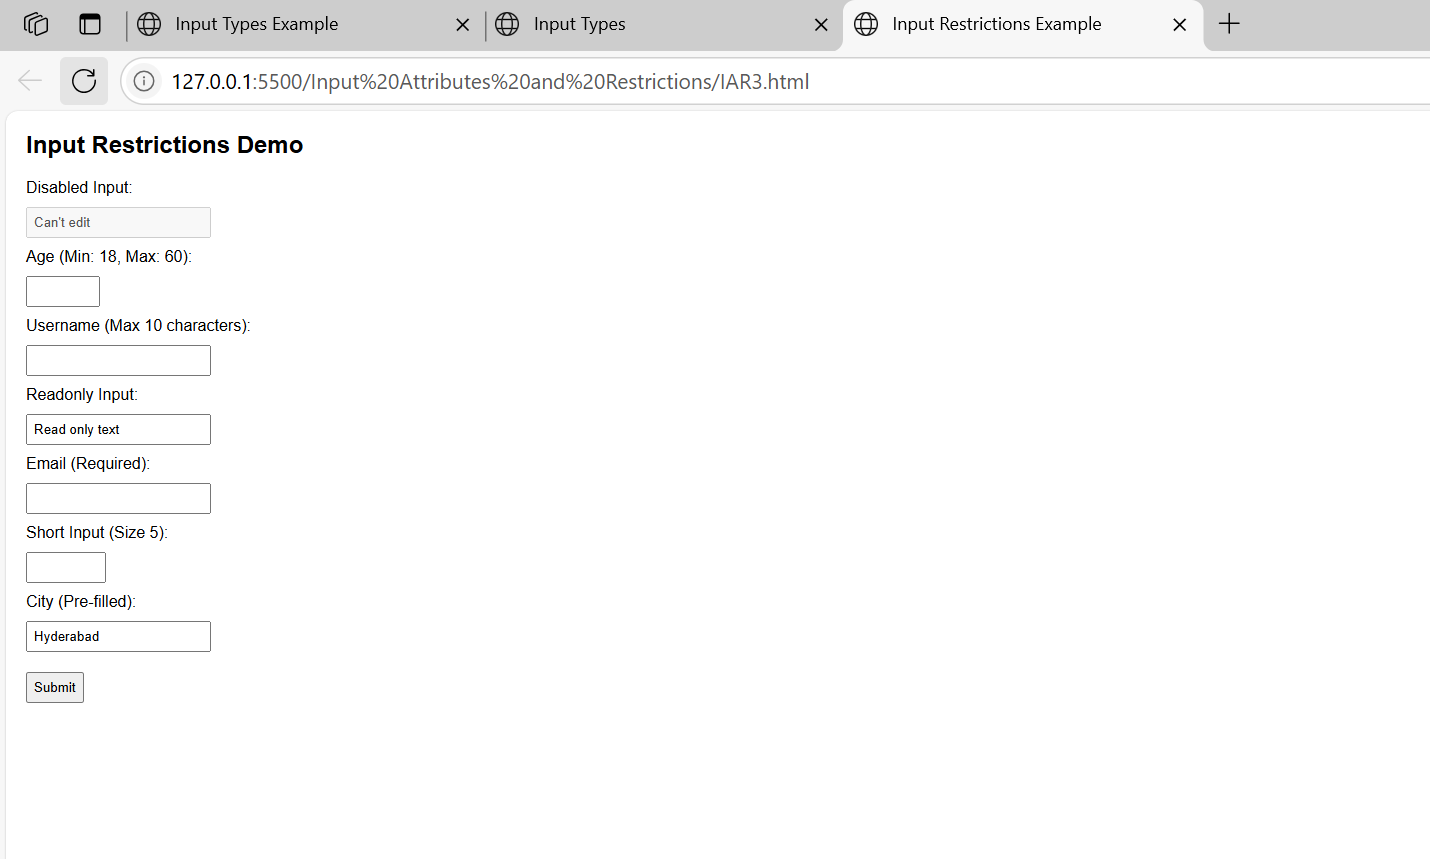 Input Types Example
Input Types
Input Restrictions Example
127.0.0.1:5500/Input%20Attributes%20and%20Restrictions/IAR3.html
Input Restrictions Demo
Disabled Input:
Can't edit
Age (Min: 18, Max: 60):
Username (Max 10 characters):
Readonly Input:
Read only text
Email (Required):
Short Input (Size 5):
City (Pre-filled):
Hyderabad
Submit